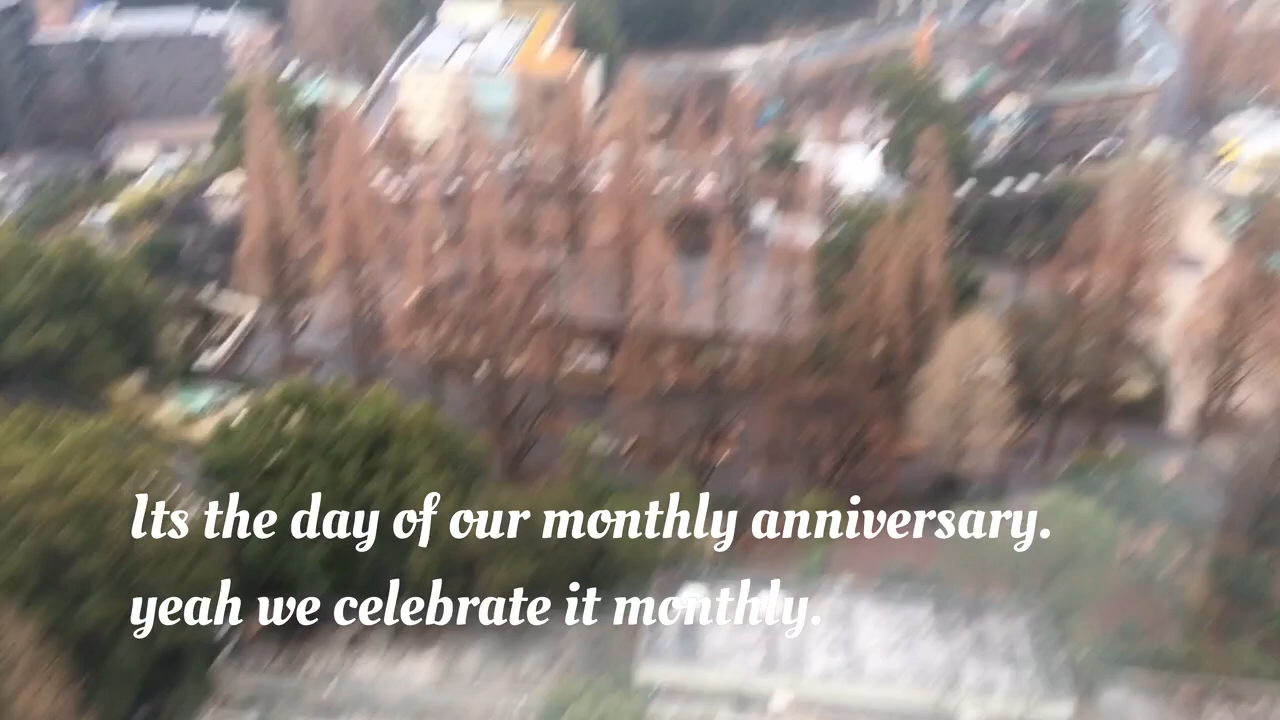 Its the day of our monthly anniversary.
yeah we celebrate it monthly.